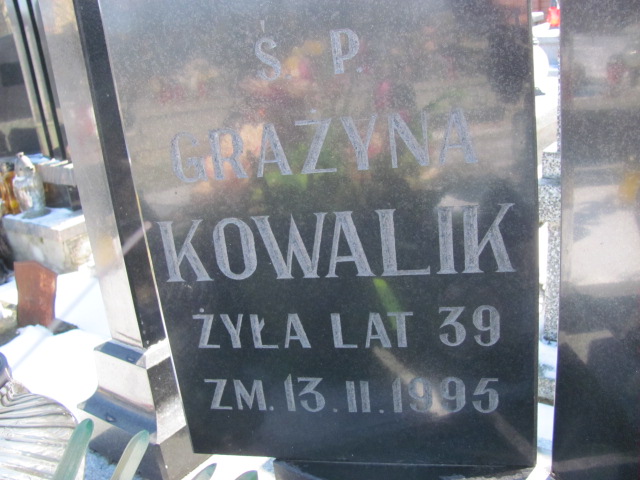 Ś. P.
GRAŻYNA
KOWALIK
ŻYŁA LAT 39
ZM. 13. II. 1995